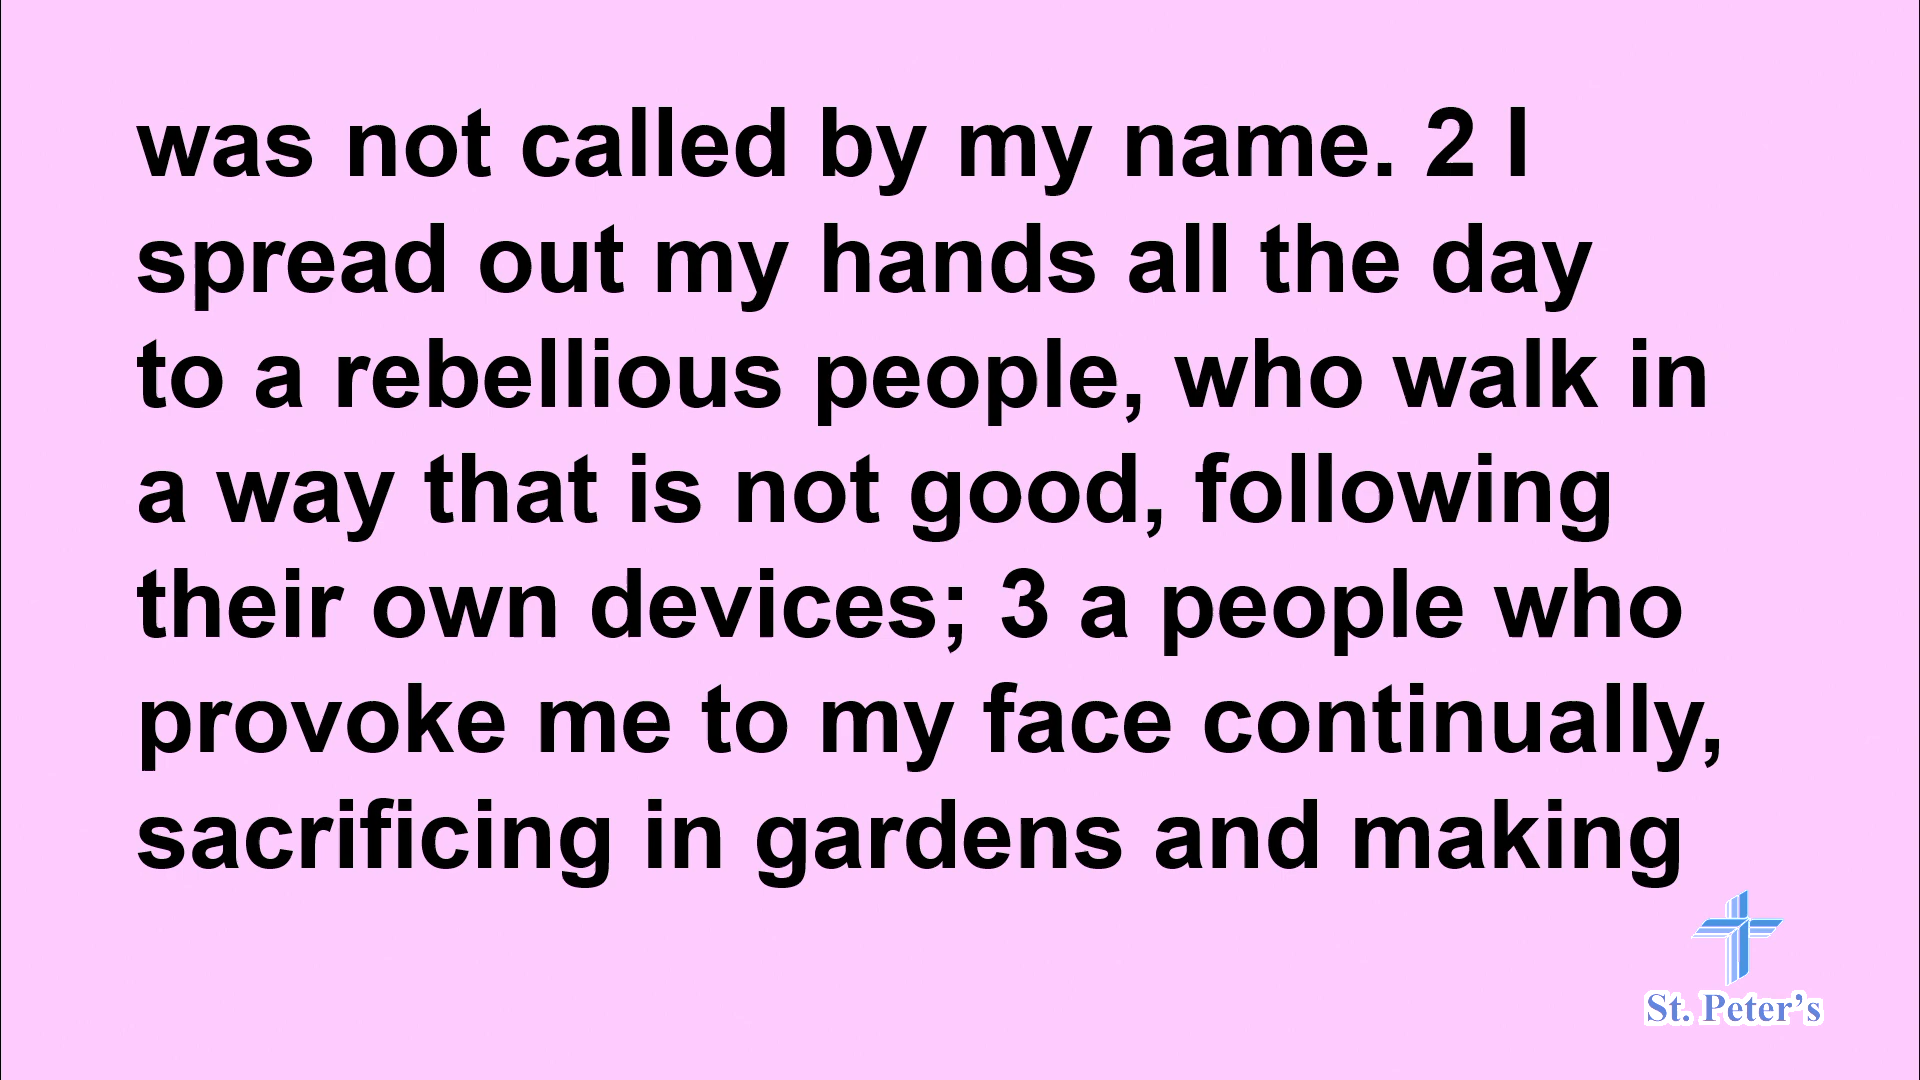 was not called by my name. 2 I
spread out my hands all the day
to a rebellious people, who walk in
a way that is not good, following
their own devices; 3 a people who
provoke me to my face continually,
sacrificing in gardens and making
St. Peter’s